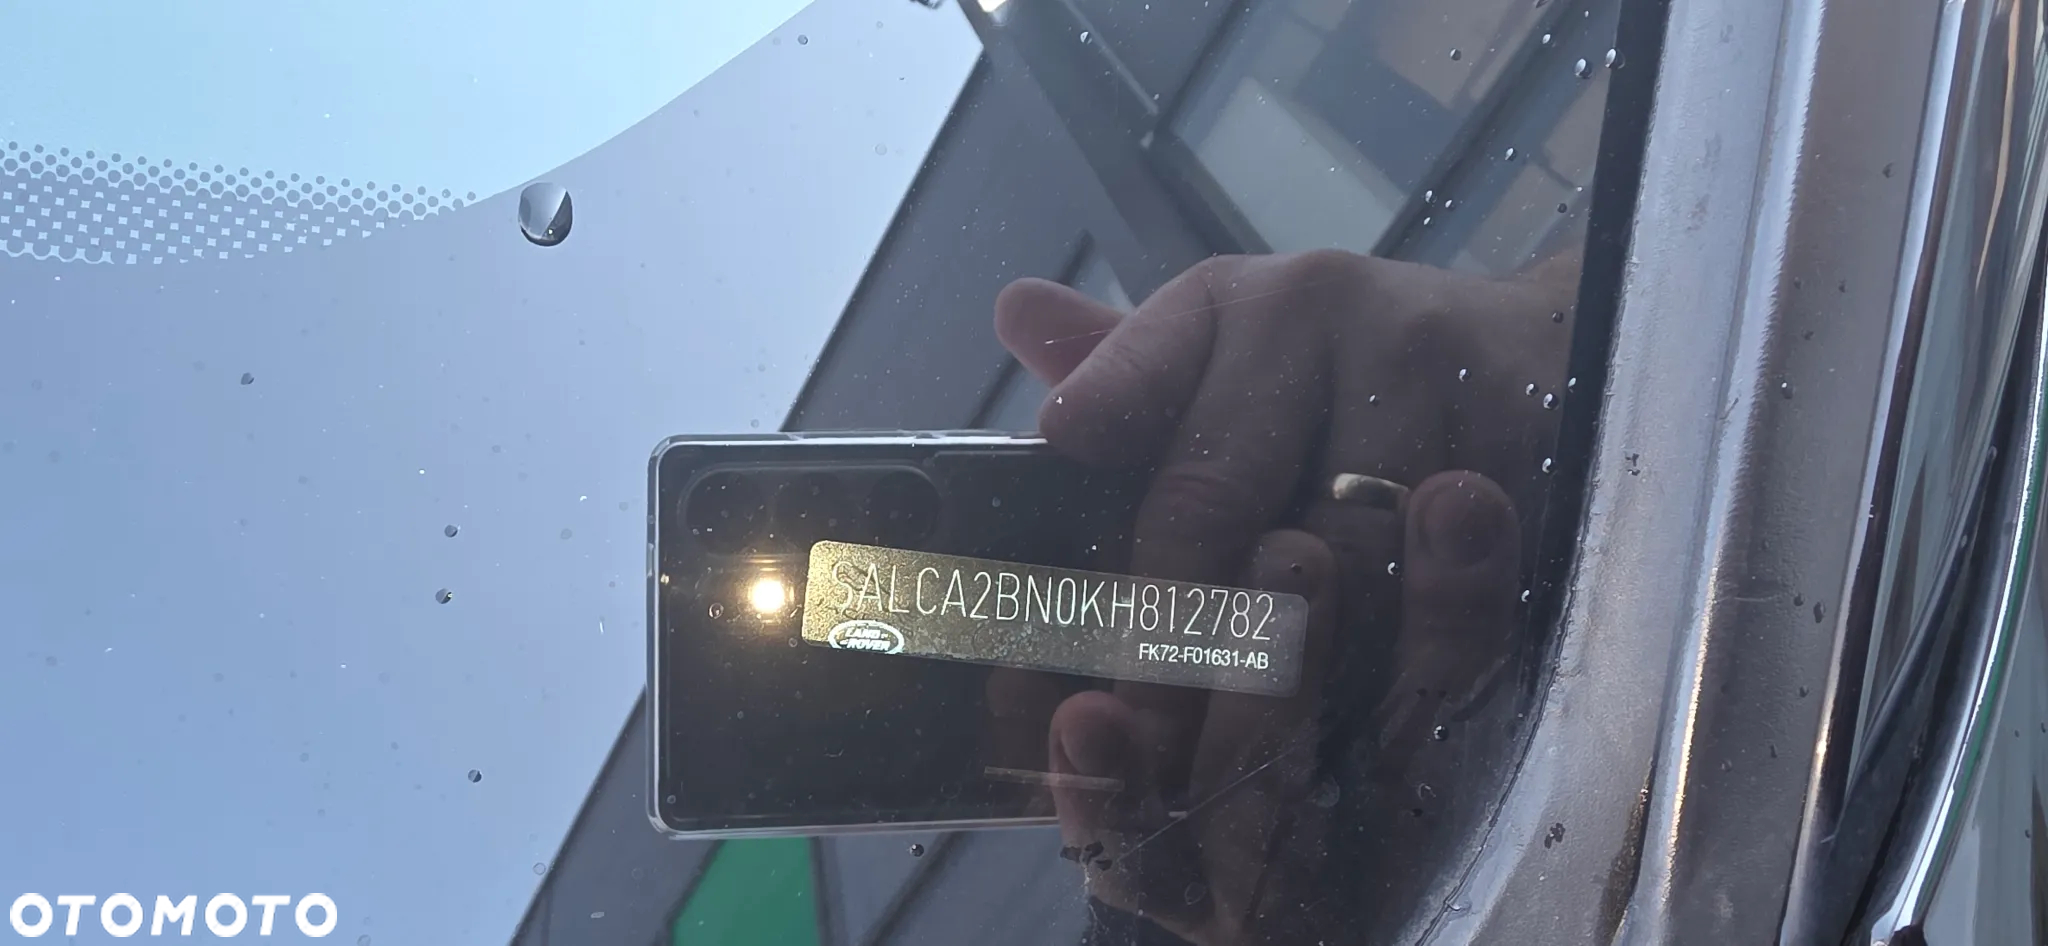 SALCA2BN0KH812782
LAND-
ROVER
FK72-F01631-AB
OTOMOTO